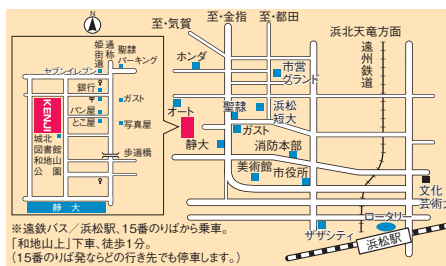 至・気賀
至・金指
至・都田
浜北天竜方面
N
通称
姫街道
聖隷
パーキング
セブンイレブン
銀行
ガスト
パン屋
とこ屋
写真屋
KENJI
城北
図書館
和地山
公園
歩道橋
静大
ホンダ
市営
グランド
遠州鉄道
オート
聖隷
浜松
短大
ガスト
静大
消防本部
美術館
市役所
文化
芸術大
ザザシティ
ロータリー
浜松駅
※遠鉄バス／浜松駅、15番のりばから乗車。
「和地山上」下車、徒歩1分。
（15番のりば発ならどの行き先でも停車します。）